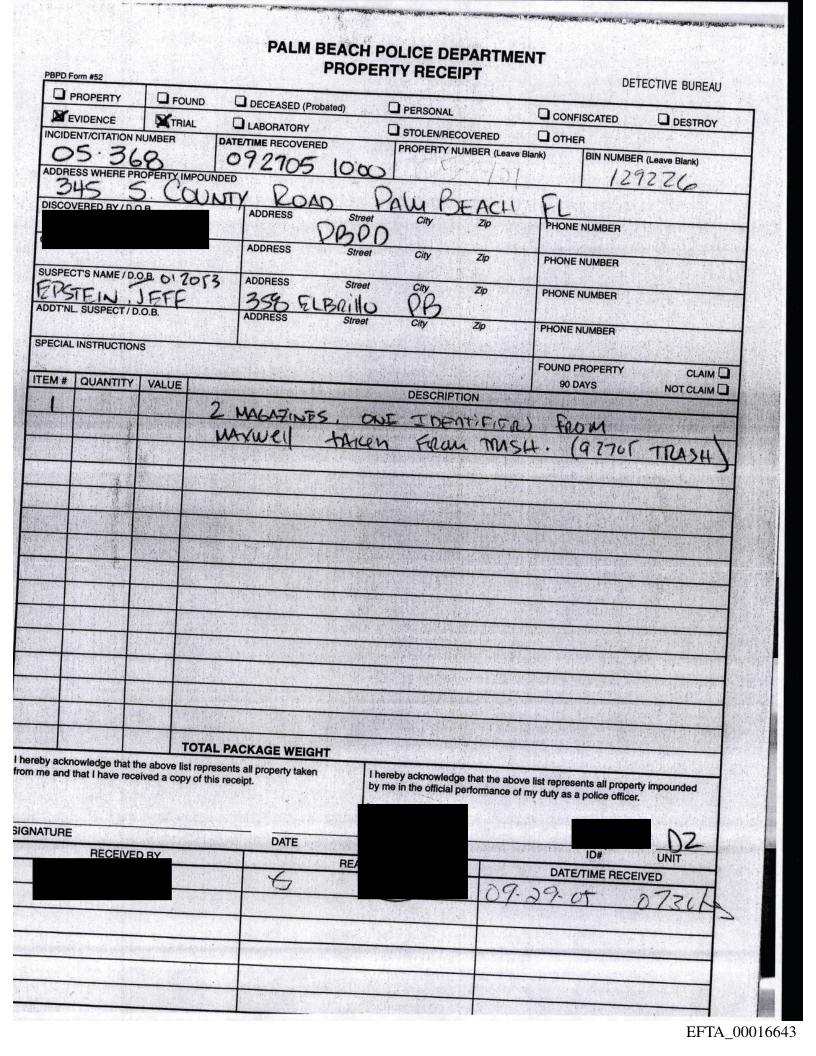 PALM BEACH POLICE DEPARTMENT
PROPERTY RECEIPT
PBPD Form #52
DETECTIVE BUREAU
PROPERTY FOUND DECEASED (Probated) PERSONAL CONFISCATED DESTROY
EVIDENCE TRIAL LABORATORY STOLEN/RECOVERED OTHER
INCIDENT/CITATION NUMBER DATE/TIME RECOVERED PROPERTY NUMBER (Leave Blank) BIN NUMBER (Leave Blank)
05-368 092705 1000 129226
ADDRESS WHERE PROPERTY IMPOUNDED
345 S. COUNTY ROAD PALM BEACH FL
DISCOVERED BY / D.O.B. ADDRESS Street City Zip PHONE NUMBER
PBPD
ADDRESS Street City Zip PHONE NUMBER
SUSPECT'S NAME / D.O.B. 012053 ADDRESS Street City Zip PHONE NUMBER
EPSTEIN, JEFF 358 ELBRILLO PB
ADDT'NL. SUSPECT / D.O.B. ADDRESS Street City Zip PHONE NUMBER
SPECIAL INSTRUCTIONS
FOUND PROPERTY CLAIM
90 DAYS NOT CLAIM
ITEM # QUANTITY VALUE DESCRIPTION
1 2 MAGAZINES, ONE IDENTIFIER) FROM
MAXWell tAKen From TRASH. (92705 TRASH)
TOTAL PACKAGE WEIGHT
I hereby acknowledge that the above list represents all property taken
from me and that I have received a copy of this receipt.
I hereby acknowledge that the above list represents all property impounded
by me in the official performance of my duty as a police officer.
D2
SIGNATURE DATE ID# UNIT
RECEIVED BY REA DATE/TIME RECEIVED
09-29-05
EFTA_00016643